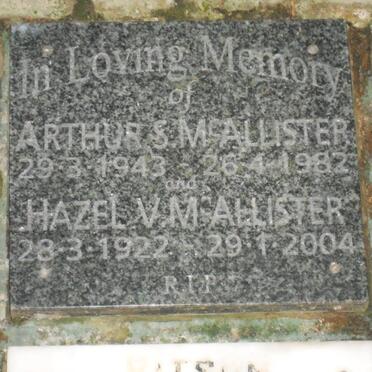 In Loving Memory
of
ARTHUR S. McALLISTER
29-3-1943 26-4-1982
and
HAZEL V. McALLISTER
28-3-1922 29-1-2004
R.I.P